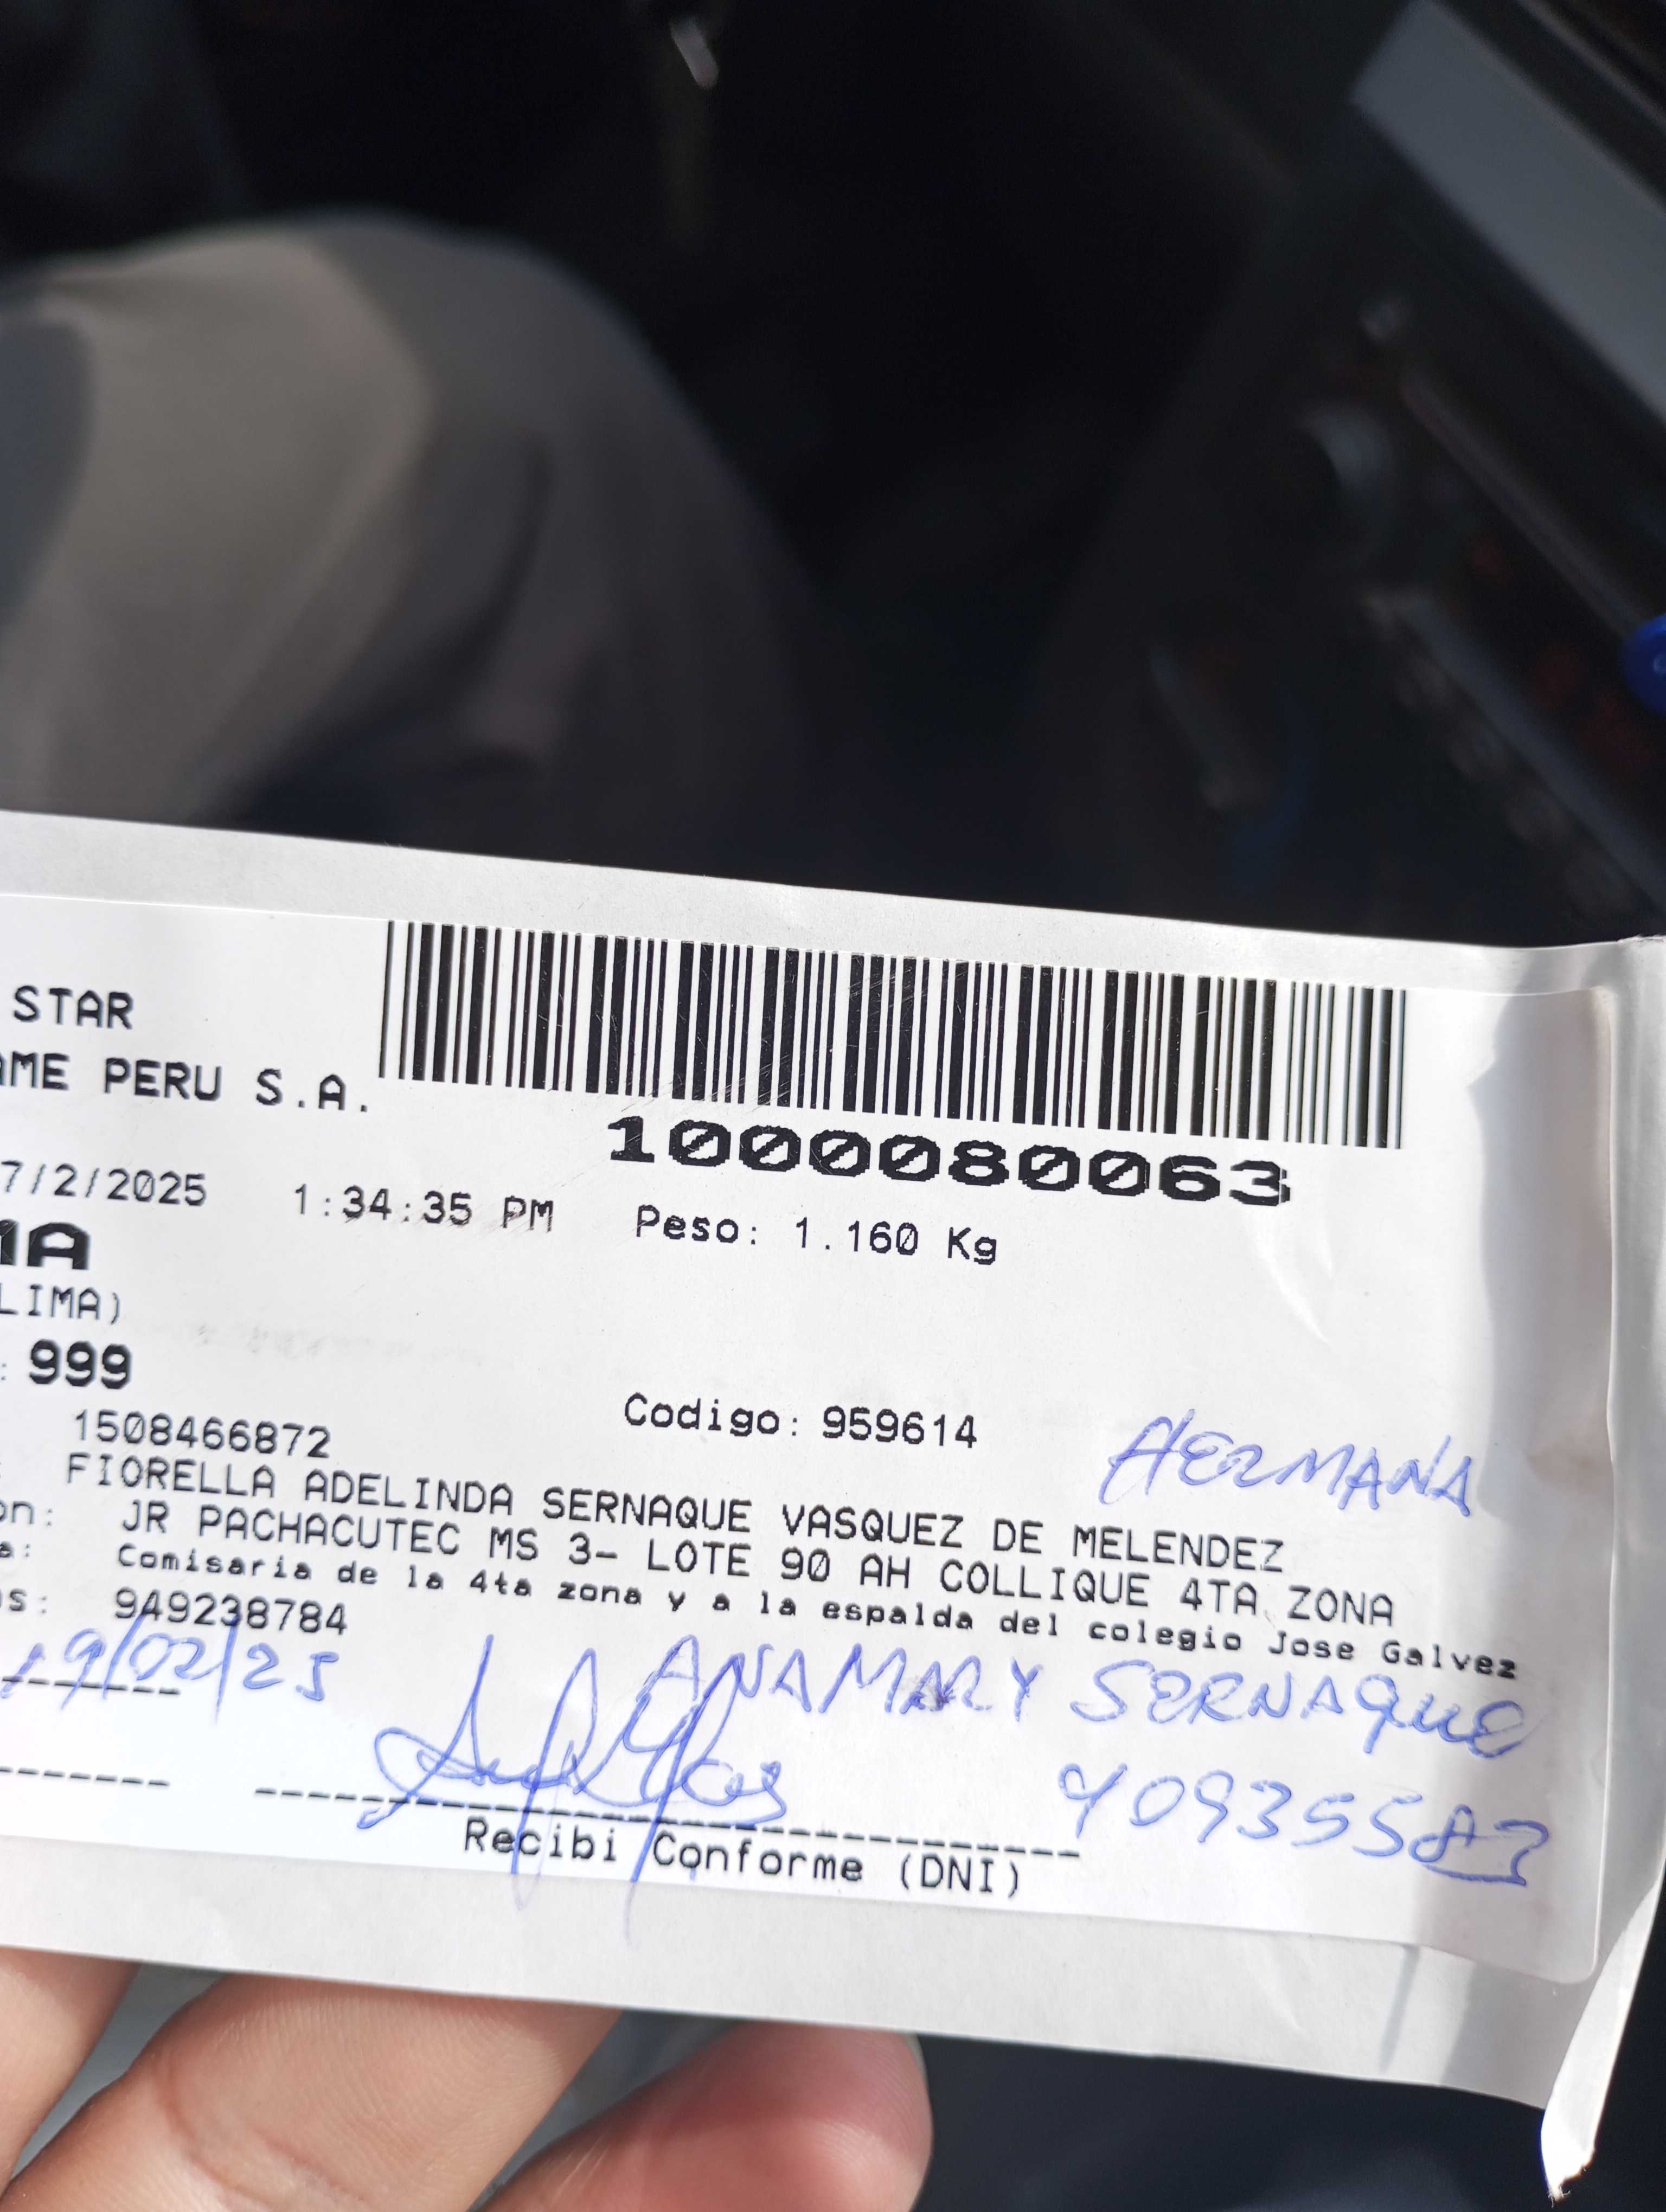 STAR
AME PERU S.A.
1000080063
7/2/2025 1:34:35 PM Peso: 1.160 Kg
MA
LIMA)
: 999
1508466872 Codigo: 959614
HERMANA
: FIORELLA ADELINDA SERNAQUE VASQUEZ DE MELENDEZ
on: JR PACHACUTEC MS 3- LOTE 90 AH COLLIQUE 4TA ZONA
a: Comisaria de la 4ta zona y a la espalda del colegio Jose Galvez
os: 949238784
19/02/25
ANAMARY SERNAQUE
40935583
Recibi Conforme (DNI)